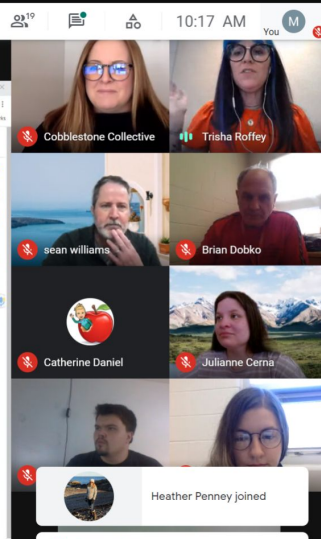 19
10:17 AM
You
M
Cobblestone Collective
Trisha Roffey
sean williams
Brian Dobko
Catherine Daniel
Julianne Cerna
Heather Penney joined